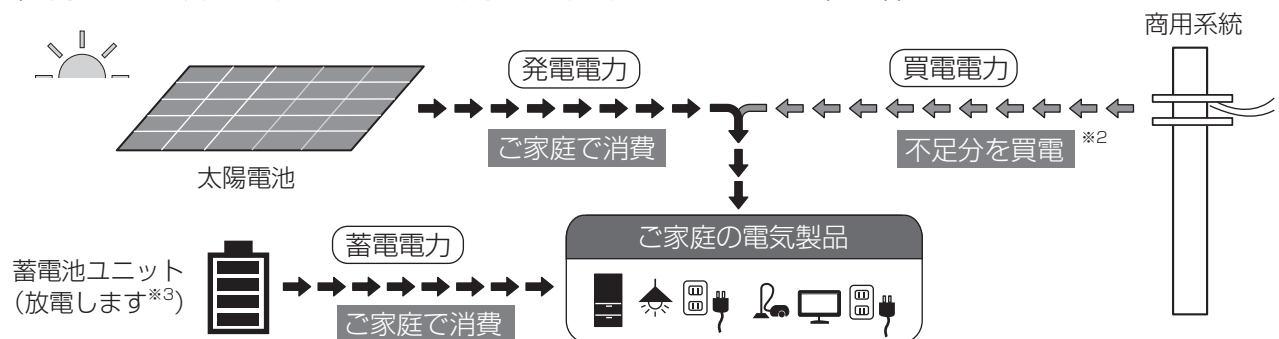 商用系統
発電電力
買電電力
ご家庭で消費
不足分を買電 ※2
太陽電池
蓄電電力
ご家庭の電気製品
蓄電池ユニット
(放電します※3)
ご家庭で消費